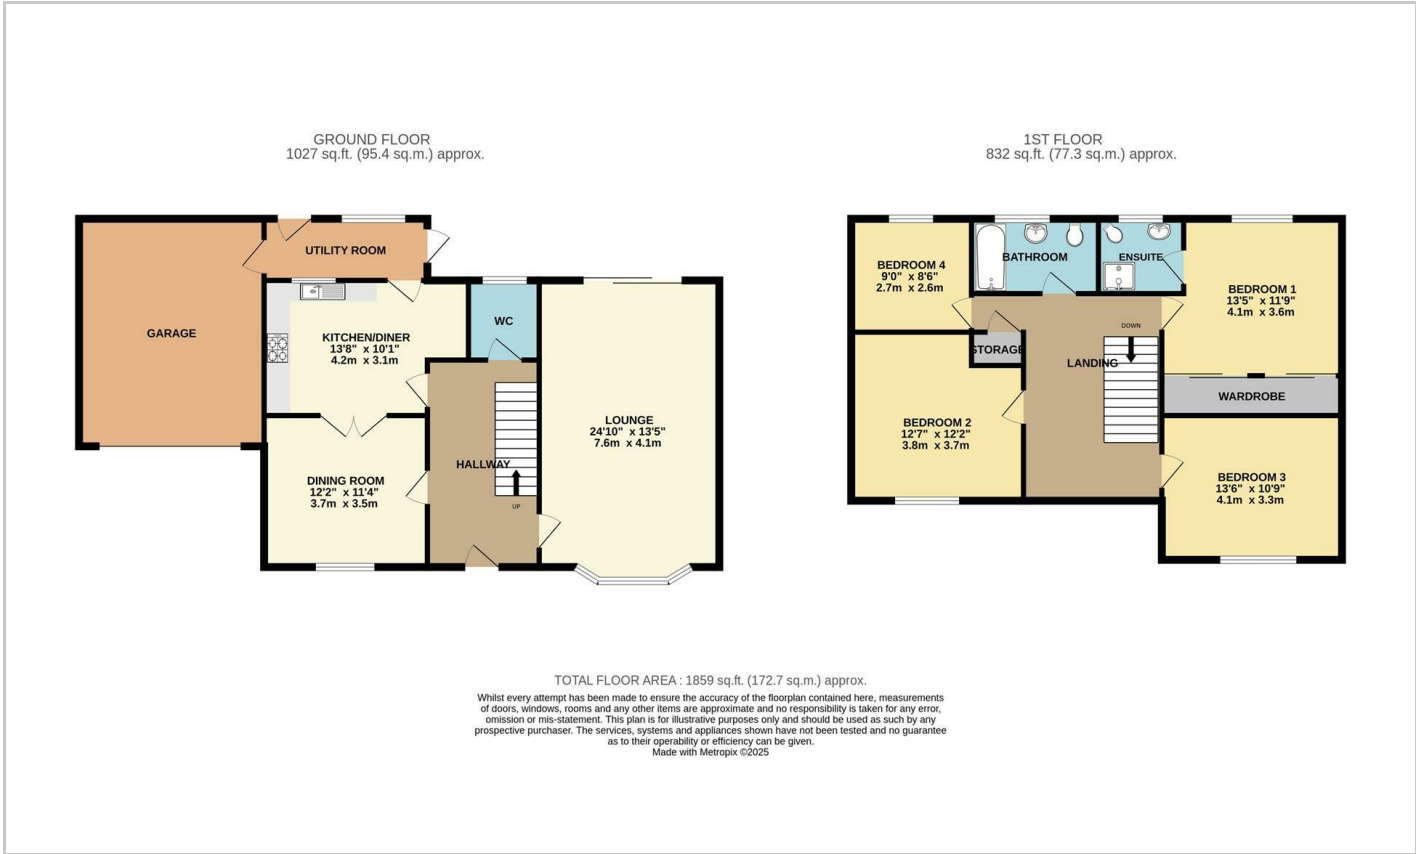 GROUND FLOOR
1027 sq.ft. (95.4 sq.m.) approx.
UTILITY ROOM
GARAGE
KITCHEN/DINER
13'8" x 10'1"
4.2m x 3.1m
WC
LOUNGE
24'10" x 13'5"
7.6m x 4.1m
HALLWAY
UP
DINING ROOM
12'2" x 11'4"
3.7m x 3.5m
1ST FLOOR
832 sq.ft. (77.3 sq.m.) approx.
BEDROOM 4
9'0" x 8'6"
2.7m x 2.6m
BATHROOM
ENSUITE
BEDROOM 1
13'5" x 11'9"
4.1m x 3.6m
DOWN
STORAGE
LANDING
WARDROBE
BEDROOM 2
12'7" x 12'2"
3.8m x 3.7m
BEDROOM 3
13'6" x 10'9"
4.1m x 3.3m
TOTAL FLOOR AREA : 1859 sq.ft. (172.7 sq.m.) approx.
Whilst every attempt has been made to ensure the accuracy of the floorplan contained here, measurements
of doors, windows, rooms and any other items are approximate and no responsibility is taken for any error,
omission or mis-statement. This plan is for illustrative purposes only and should be used as such by any
prospective purchaser. The services, systems and appliances shown have not been tested and no guarantee
as to their operability or efficiency can be given.
Made with Metropix ©2025